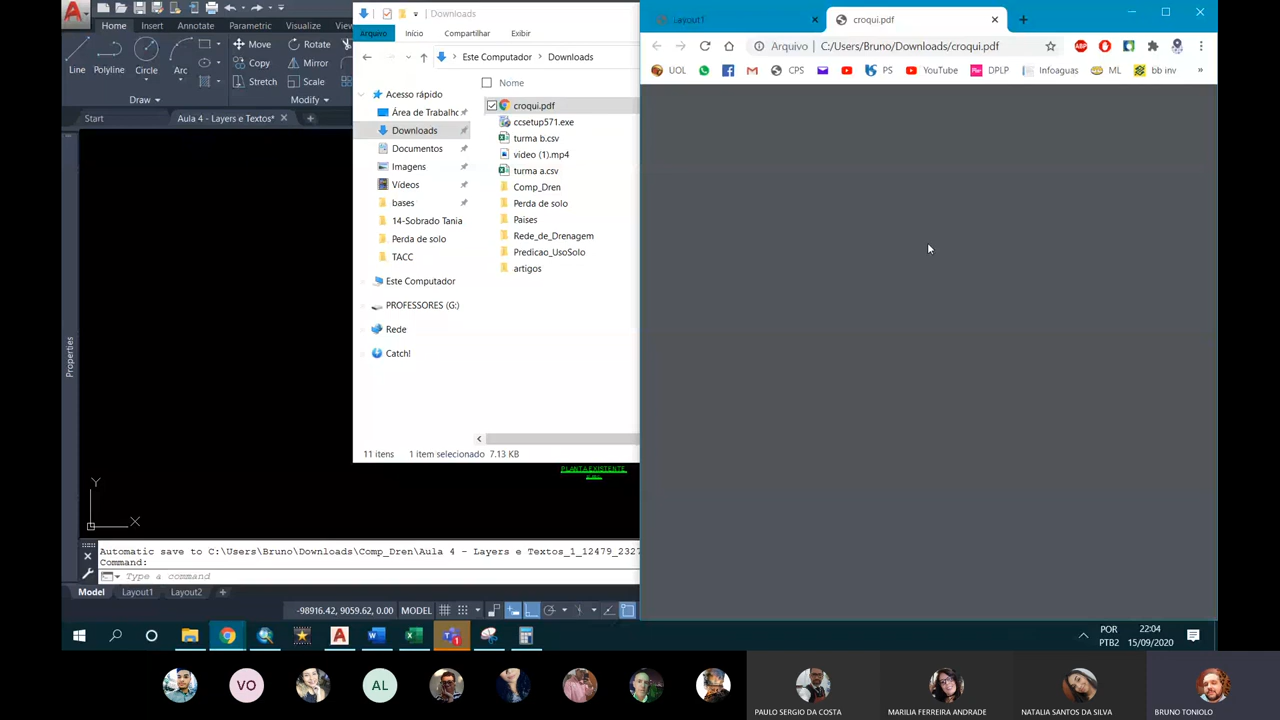 Home Insert Annotate
Line Polyline Circle Arc
Move Rotate
Copy Mirror
Stretch Scale
Draw Modify
Start Aula 4 - Layers e Textos*
Properties
Y
X
Automatic save to C:\Users\Bruno\Downloads\Comp_Dren\Aula 4 - Layers e Textos_1_12479_2327
Command:
Type a command
Model Layout1 Layout2
-98916.42, 9059.62, 0.00 MODEL
PLANTA EXISTENTE
Downloads
Arquivo Início Compartilhar Exibir
Este Computador Downloads
Nome
Acesso rápido
Área de Trabalho
Downloads
Documentos
Imagens
Vídeos
bases
14-Sobrado Tania
Perda de solo
TACC
Este Computador
PROFESSORES (G:)
Rede
Catch!
croqui.pdf
ccsetup571.exe
turma b.csv
video (1).mp4
turma a.csv
Comp_Dren
Perda de solo
Paises
Rede_de_Drenagem
Predicao_UsoSolo
artigos
11 itens 1 item selecionado 7.13 KB
Layout1 croqui.pdf
Arquivo C:/Users/Bruno/Downloads/croqui.pdf
ABP
UOL CPS PS YouTube DPLP Infoaguas ML bb inv »
POR
PTB2
22:04
15/09/2020
VO AL
PAULO SERGIO DA COSTA MARILIA FERREIRA ANDRADE NATALIA SANTOS DA SILVA BRUNO TONIOLO